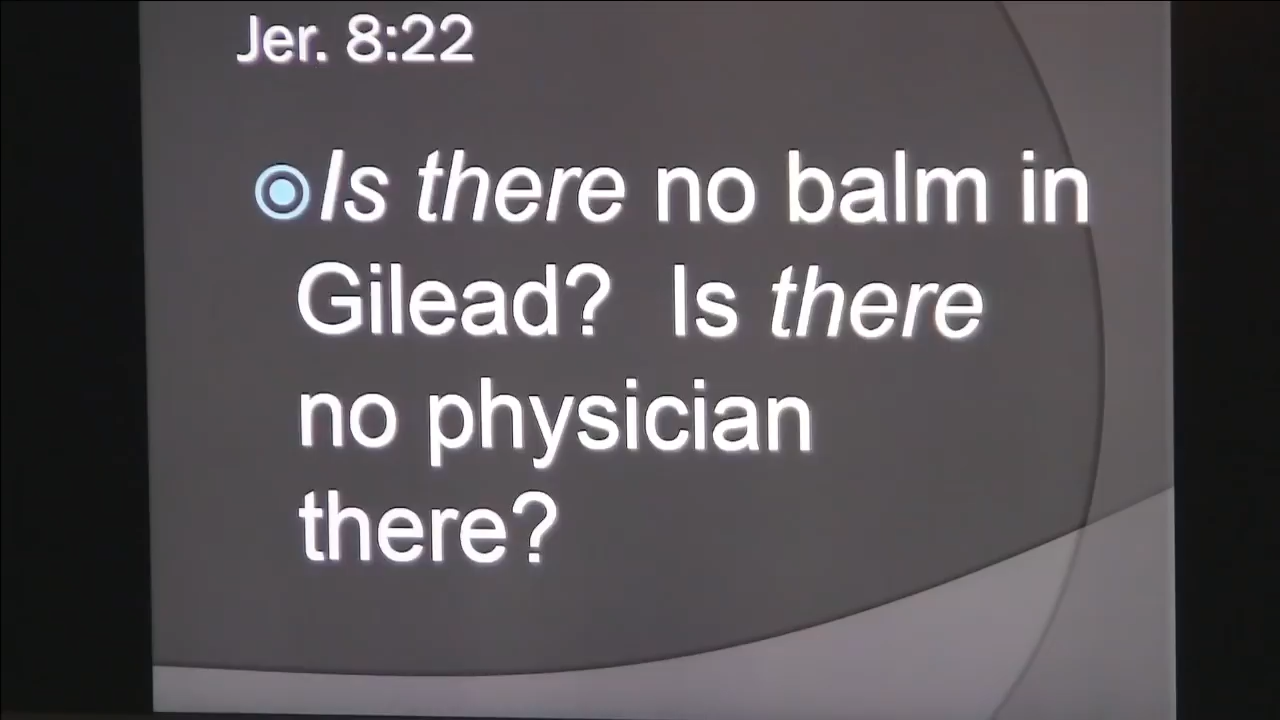 Jer. 8:22
Is there no balm in
Gilead? Is there
no physician
there?